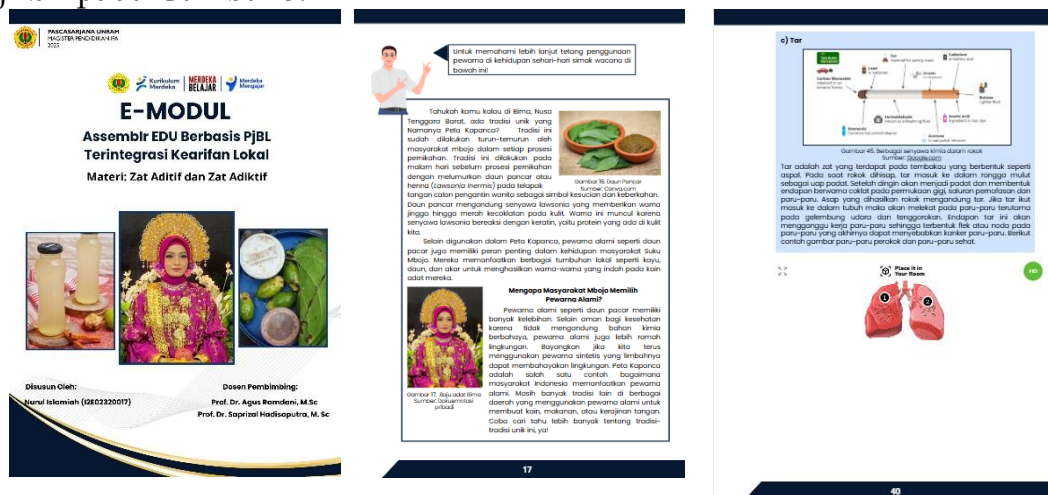 PASCASARJANA UNRAM
MAGISTER PENDIDIKAN IPA
2025
Kurikulum
Merdeka
MERDEKA
BELAJAR
Merdeka
Mengajar
E-MODUL
Assemblr EDU Berbasis PjBL
Terintegrasi Kearifan Lokal
Materi: Zat Aditif dan Zat Adiktif
Disusun Oleh:
Nurul Islamiah (I2E02320017)
Dosen Pembimbing:
Prof. Dr. Agus Ramdani, M.Sc
Prof. Dr. Saprizal Hadisaputra, M. Sc
Untuk memahami lebih lanjut tetang penggunaan
pewarna di kehidupan sehari-hari simak wacana di
bawah ini!
Tahukah kamu kalau di Bima, Nusa
Tenggara Barat, ada tradisi unik yang
Namanya Peta Kapanca? Tradisi ini
sudah dilakukan turun-temurun oleh
masyarakat mbojo dalam setiap prosesi
pernikahan. Tradisi ini dilakukan pada
malam hari sebelum prosesi pernikahan
dengan melumurkan daun pancar atau
henna (Lawsonia inermis) pada telapak
tangan calon pengantin wanita sebagai simbol kesucian dan keberkahan.
Daun pancar mengandung senyawa lawsonia yang memberikan warna
jingga hingga merah kecoklatan pada kulit. Warna ini muncul karena
senyawa lawsonia bereaksi dengan keratin, yaitu protein yang ada di kulit
kita.
Gambar 16. Daun Pancar
Sumber: Canva.com
Selain digunakan dalam Peta Kapanca, pewarna alami seperti daun
pacar juga memiliki peran penting dalam kehidupan masyarakat Suku
Mbojo. Mereka memanfaatkan berbagai tumbuhan lokal seperti kayu,
daun, dan akar untuk menghasilkan warna-warna yang indah pada kain
adat mereka.
Mengapa Masyarakat Mbojo Memilih
Pewarna Alami?
Pewarna alami seperti daun pacar memiliki
banyak kelebihan. Selain aman bagi kesehatan
karena tidak mengandung bahan kimia
berbahaya, pewarna alami juga lebih ramah
lingkungan. Bayangkan jika kita terus
menggunakan pewarna sintetis yang limbahnya
dapat membahayakan lingkungan. Peta Kapanca
adalah salah satu contoh bagaimana
masyarakat Indonesia memanfaatkan pewarna
alami. Masih banyak tradisi lain di berbagai
daerah yang menggunakan pewarna alami untuk
membuat kain, makanan, atau kerajinan tangan.
Coba cari tahu lebih banyak tentang tradisi-
tradisi unik ini, ya!
Gambar 17. Baju adat Bima
Sumber: Dokuemntasi
pribadi
17
c) Tar
Carbon Monoxide
Tar
Lead
Cadmium
Butane
Formaldehyde
Acetic acid
Ammonia
Acetone
Gambar 45. Berbagai senyawa kimia dalam rokok
Sumber: Google.com
Tar adalah zat yang terdapat pada tembakau yang berbentuk seperti
aspal. Pada saat rokok dihisap, tar masuk ke dalam rongga mulut
sebagai uap padat. Setelah dingin akan menjadi padat dan membentuk
endapan berwarna coklat pada permukaan gigi, saluran pernafasan dan
paru-paru. Asap yang dihasilkan rokok mengandung tar. Jika tar ikut
masuk ke dalam tubuh maka akan melekat pada paru-paru terutama
pada gelembung udara dan tenggorokan. Endapan tar ini akan
mengganggu kerja paru-paru sehingga terbentuk flek atau noda pada
paru-paru yang akhirnya dapat menyebabkan kanker paru-paru. Berikut
contoh gambar paru-paru perokok dan paru-paru sehat.
Place it in
Your Room
HD
1
2
40